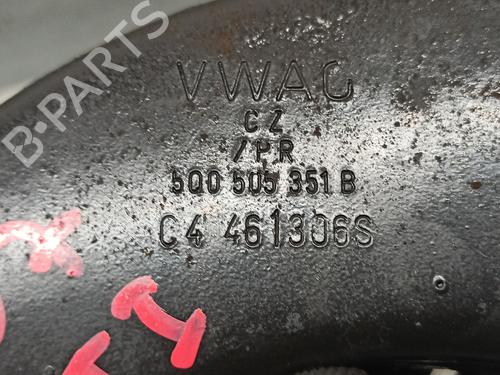 VWAG
CZ
/PR
5Q0 505 351 B
C4 461306S
B-PARTS